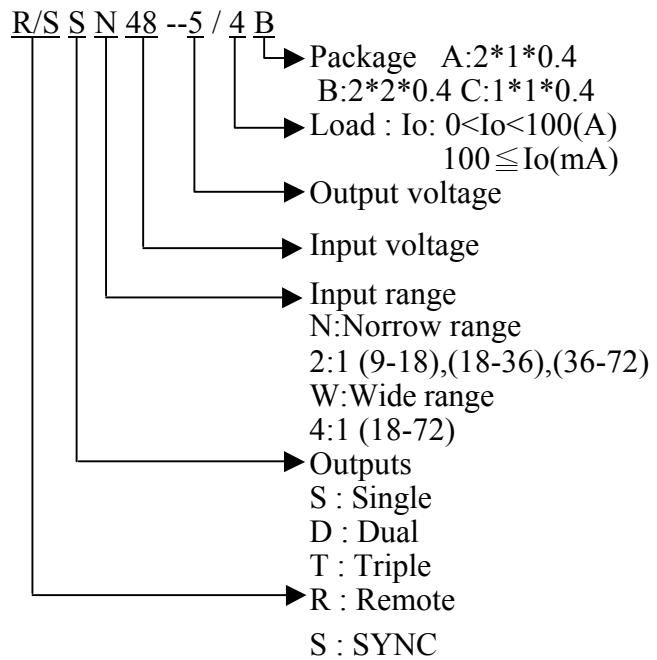 R/S S N 48 --5 / 4 B
Package A:2*1*0.4
B:2*2*0.4 C:1*1*0.4
Load : Io: 0<Io<100(A)
100≦Io(mA)
Output voltage
Input voltage
Input range
N:Norrow range
2:1 (9-18),(18-36),(36-72)
W:Wide range
4:1 (18-72)
Outputs
S : Single
D : Dual
T : Triple
R : Remote
S : SYNC